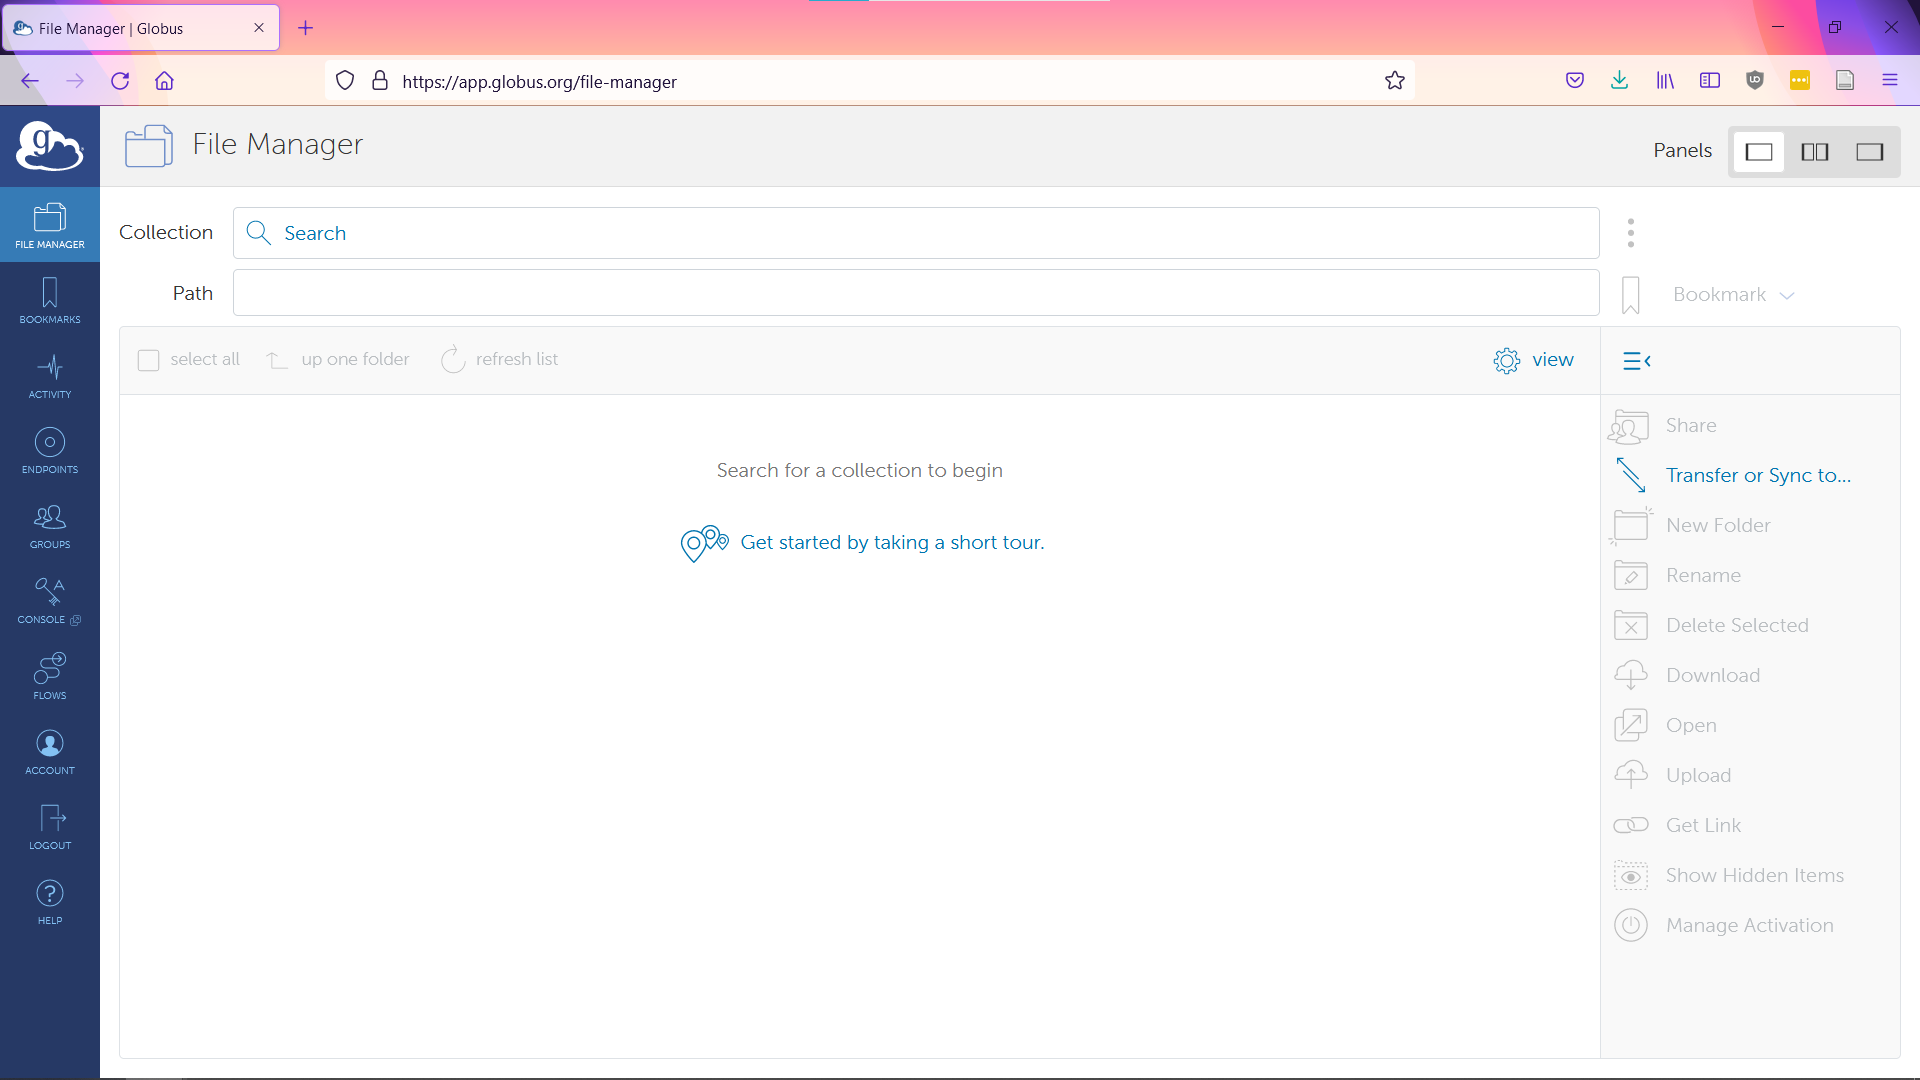 File Manager | Globus
https://app.globus.org/file-manager
g
File Manager
Panels
FILE MANAGER
BOOKMARKS
ACTIVITY
ENDPOINTS
GROUPS
A
CONSOLE
FLOWS
ACCOUNT
LOGOUT
?
HELP
Collection
Search
Path
Bookmark
select all
up one folder
refresh list
view
Search for a collection to begin
Get started by taking a short tour.
Share
Transfer or Sync to...
New Folder
Rename
Delete Selected
Download
Open
Upload
Get Link
Show Hidden Items
Manage Activation